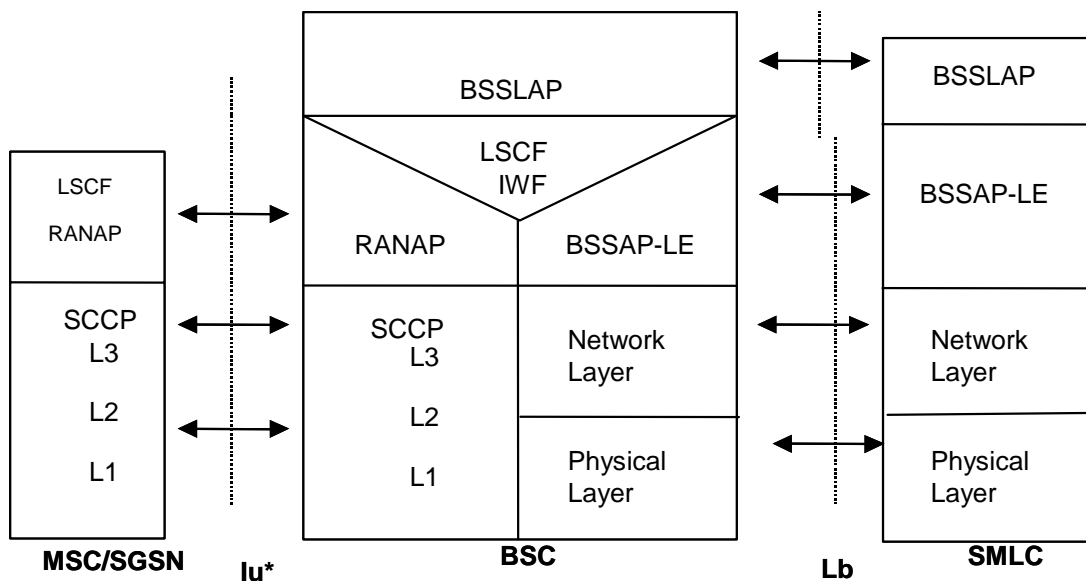 LSCF
RANAP
SCCP
L3
L2
L1
MSC/SGSN
Iu*
BSSLAP
LSCF
IWF
RANAP
BSSAP-LE
SCCP
L3
L2
L1
Network
Layer
Physical
Layer
BSC
Lb
BSSLAP
BSSAP-LE
Network
Layer
Physical
Layer
SMLC